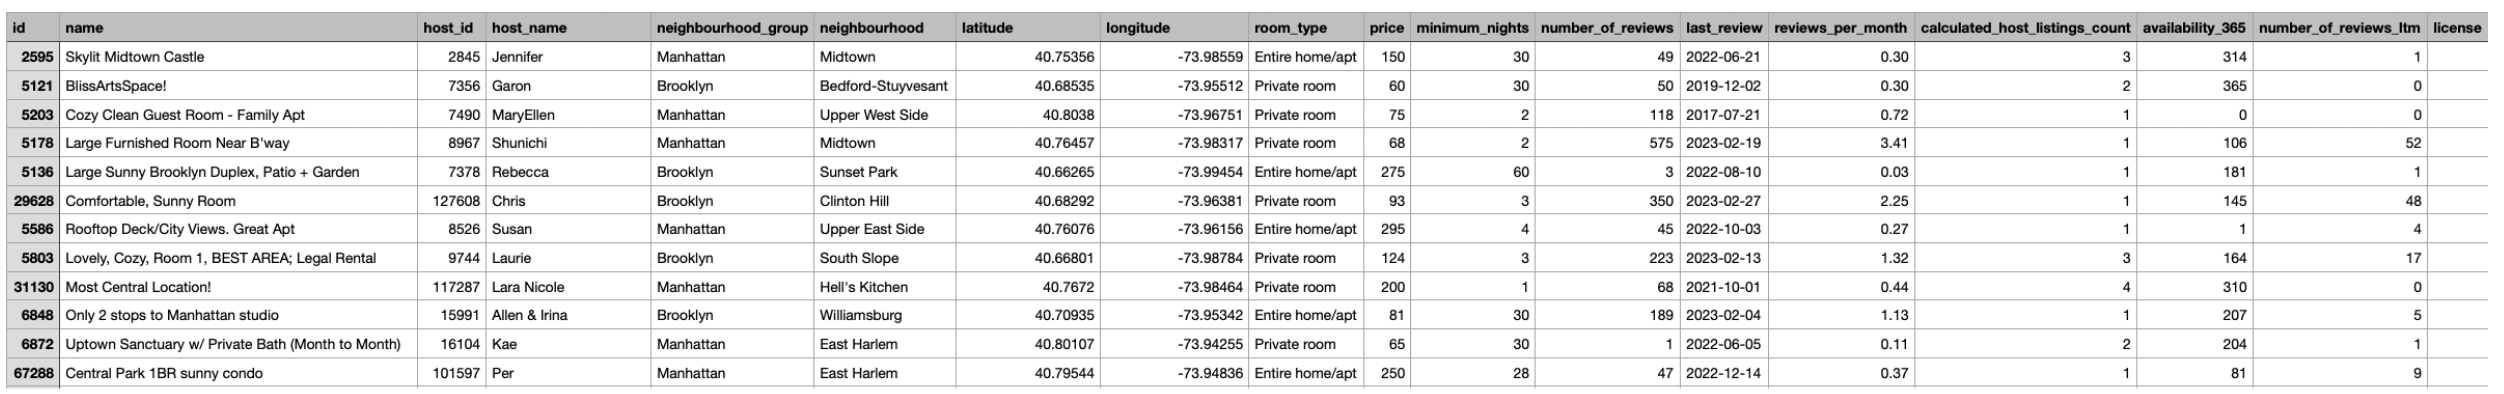 id name host_id host_name neighbourhood_group neighbourhood latitude longitude room_type price minimum_nights number_of_reviews last_review reviews_per_month calculated_host_listings_count availability_365 number_of_reviews_ltm license
2595 Skylit Midtown Castle 2845 Jennifer Manhattan Midtown 40.75356 -73.98559 Entire home/apt 150 30 49 2022-06-21 0.30 3 314 1
5121 BlissArtsSpace! 7356 Garon Brooklyn Bedford-Stuyvesant 40.68535 -73.95512 Private room 60 30 50 2019-12-02 0.30 2 365 0
5203 Cozy Clean Guest Room - Family Apt 7490 MaryEllen Manhattan Upper West Side 40.8038 -73.96751 Private room 75 2 118 2017-07-21 0.72 1 0 0
5178 Large Furnished Room Near B'way 8967 Shunichi Manhattan Midtown 40.76457 -73.98317 Private room 68 2 575 2023-02-19 3.41 1 106 52
5136 Large Sunny Brooklyn Duplex, Patio + Garden 7378 Rebecca Brooklyn Sunset Park 40.66265 -73.99454 Entire home/apt 275 60 3 2022-08-10 0.03 1 181 1
29628 Comfortable, Sunny Room 127608 Chris Brooklyn Clinton Hill 40.68292 -73.96381 Private room 93 3 350 2023-02-27 2.25 1 145 48
5586 Rooftop Deck/City Views. Great Apt 8526 Susan Manhattan Upper East Side 40.76076 -73.96156 Entire home/apt 295 4 45 2022-10-03 0.27 1 1 4
5803 Lovely, Cozy, Room 1, BEST AREA; Legal Rental 9744 Laurie Brooklyn South Slope 40.66801 -73.98784 Private room 124 3 223 2023-02-13 1.32 3 164 17
31130 Most Central Location! 117287 Lara Nicole Manhattan Hell's Kitchen 40.7672 -73.98464 Private room 200 1 68 2021-10-01 0.44 4 310 0
6848 Only 2 stops to Manhattan studio 15991 Allen & Irina Brooklyn Williamsburg 40.70935 -73.95342 Entire home/apt 81 30 189 2023-02-04 1.13 1 207 5
6872 Uptown Sanctuary w/ Private Bath (Month to Month) 16104 Kae Manhattan East Harlem 40.80107 -73.94255 Private room 65 30 1 2022-06-05 0.11 2 204 1
67288 Central Park 1BR sunny condo 101597 Per Manhattan East Harlem 40.79544 -73.94836 Entire home/apt 250 28 47 2022-12-14 0.37 1 81 9